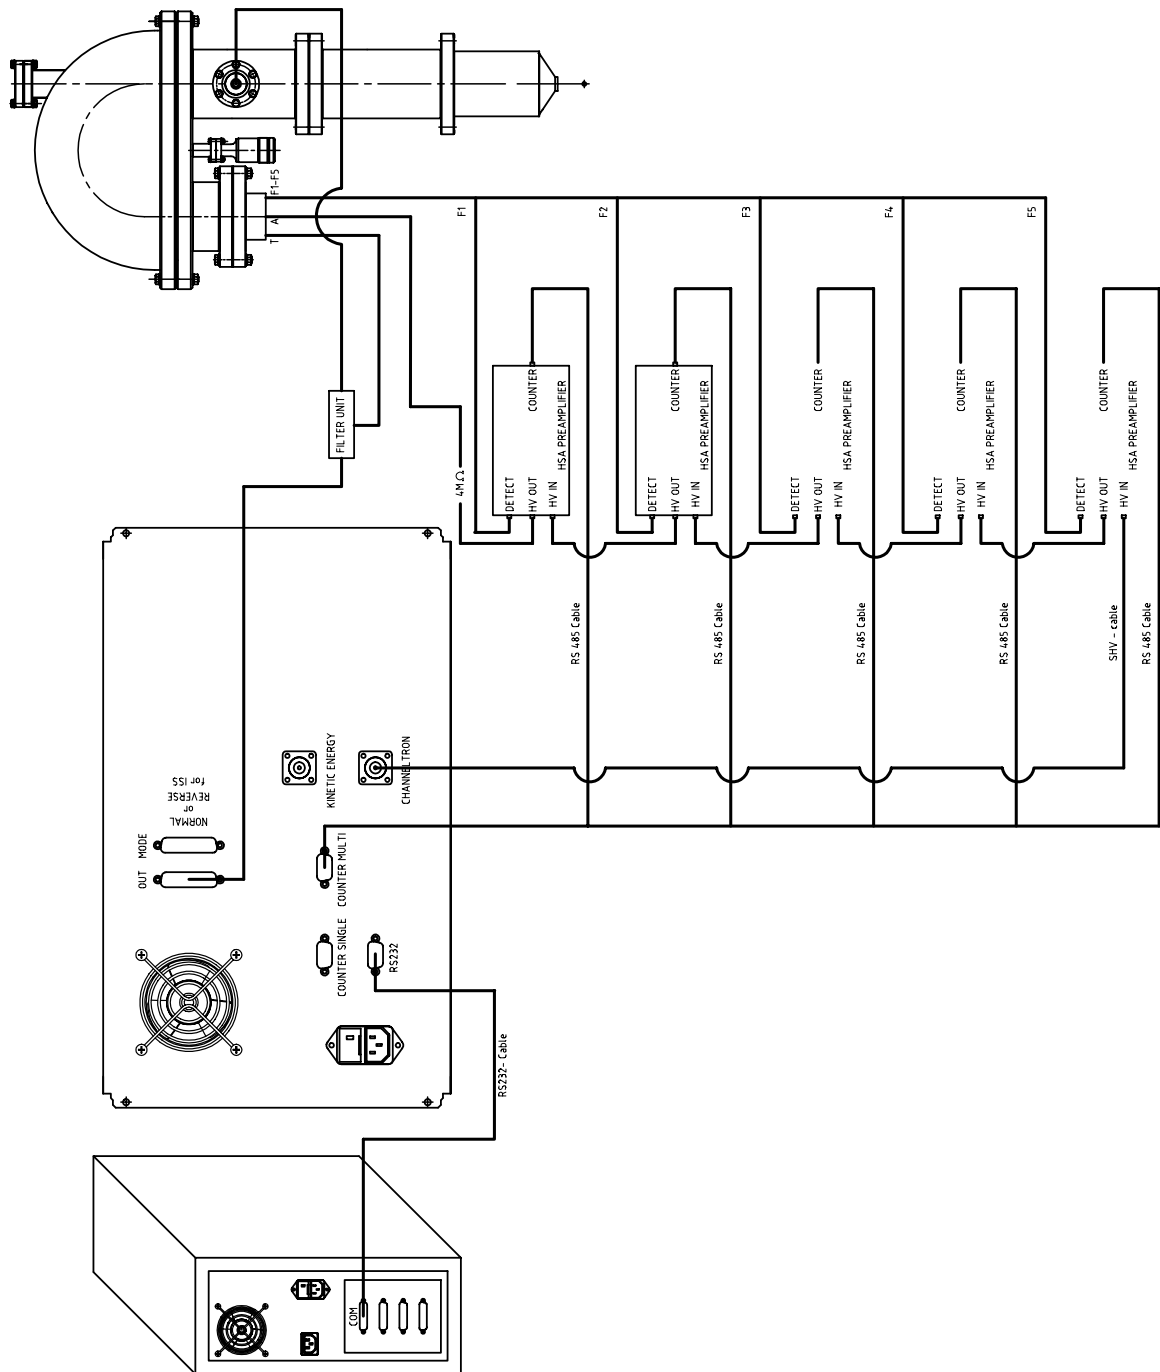 F1-F5
A
T
F1
F2
F3
F4
F5
FILTER UNIT
4MΩ
COUNTER
HSA PREAMPLIFIER
DETECT
HV OUT
HV IN
COUNTER
HSA PREAMPLIFIER
DETECT
HV OUT
HV IN
COUNTER
HSA PREAMPLIFIER
DETECT
HV OUT
HV IN
COUNTER
HSA PREAMPLIFIER
DETECT
HV OUT
HV IN
COUNTER
HSA PREAMPLIFIER
DETECT
HV OUT
HV IN
RS 485 Cable
RS 485 Cable
RS 485 Cable
RS 485 Cable
SHV - cable
RS 485 Cable
NORMAL
or
REVERSE
for ISS
OUT
MODE
KINETIC ENERGY
CHANNELTRON
COUNTER MULTI
COUNTER SINGLE
RS232
RS232- Cable
COM